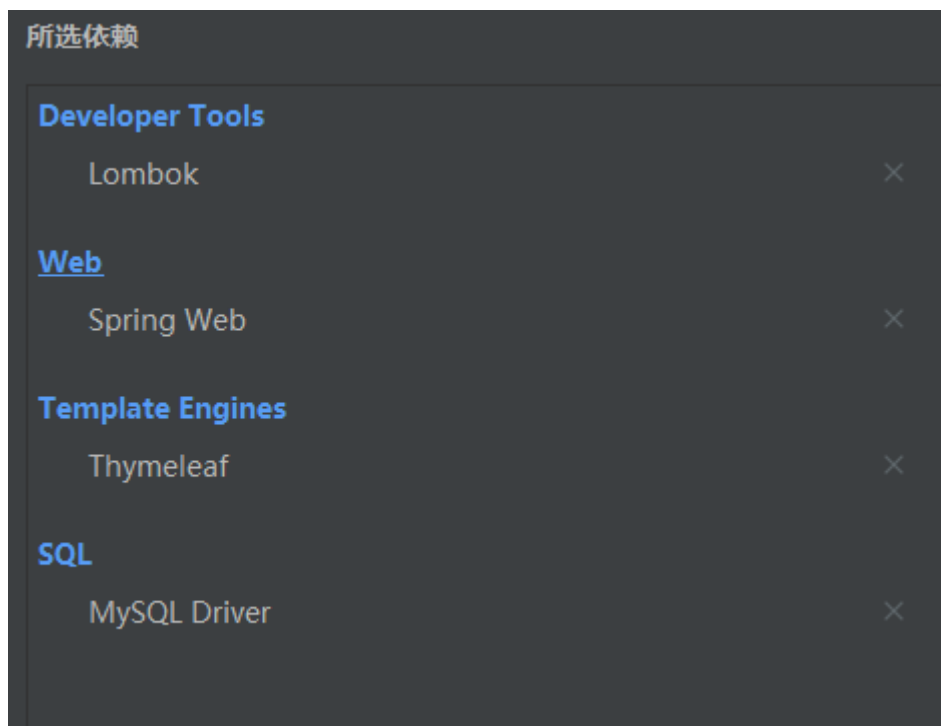 所选依赖
Developer Tools
Lombok
Web
Spring Web
Template Engines
Thymeleaf
SQL
MySQL Driver